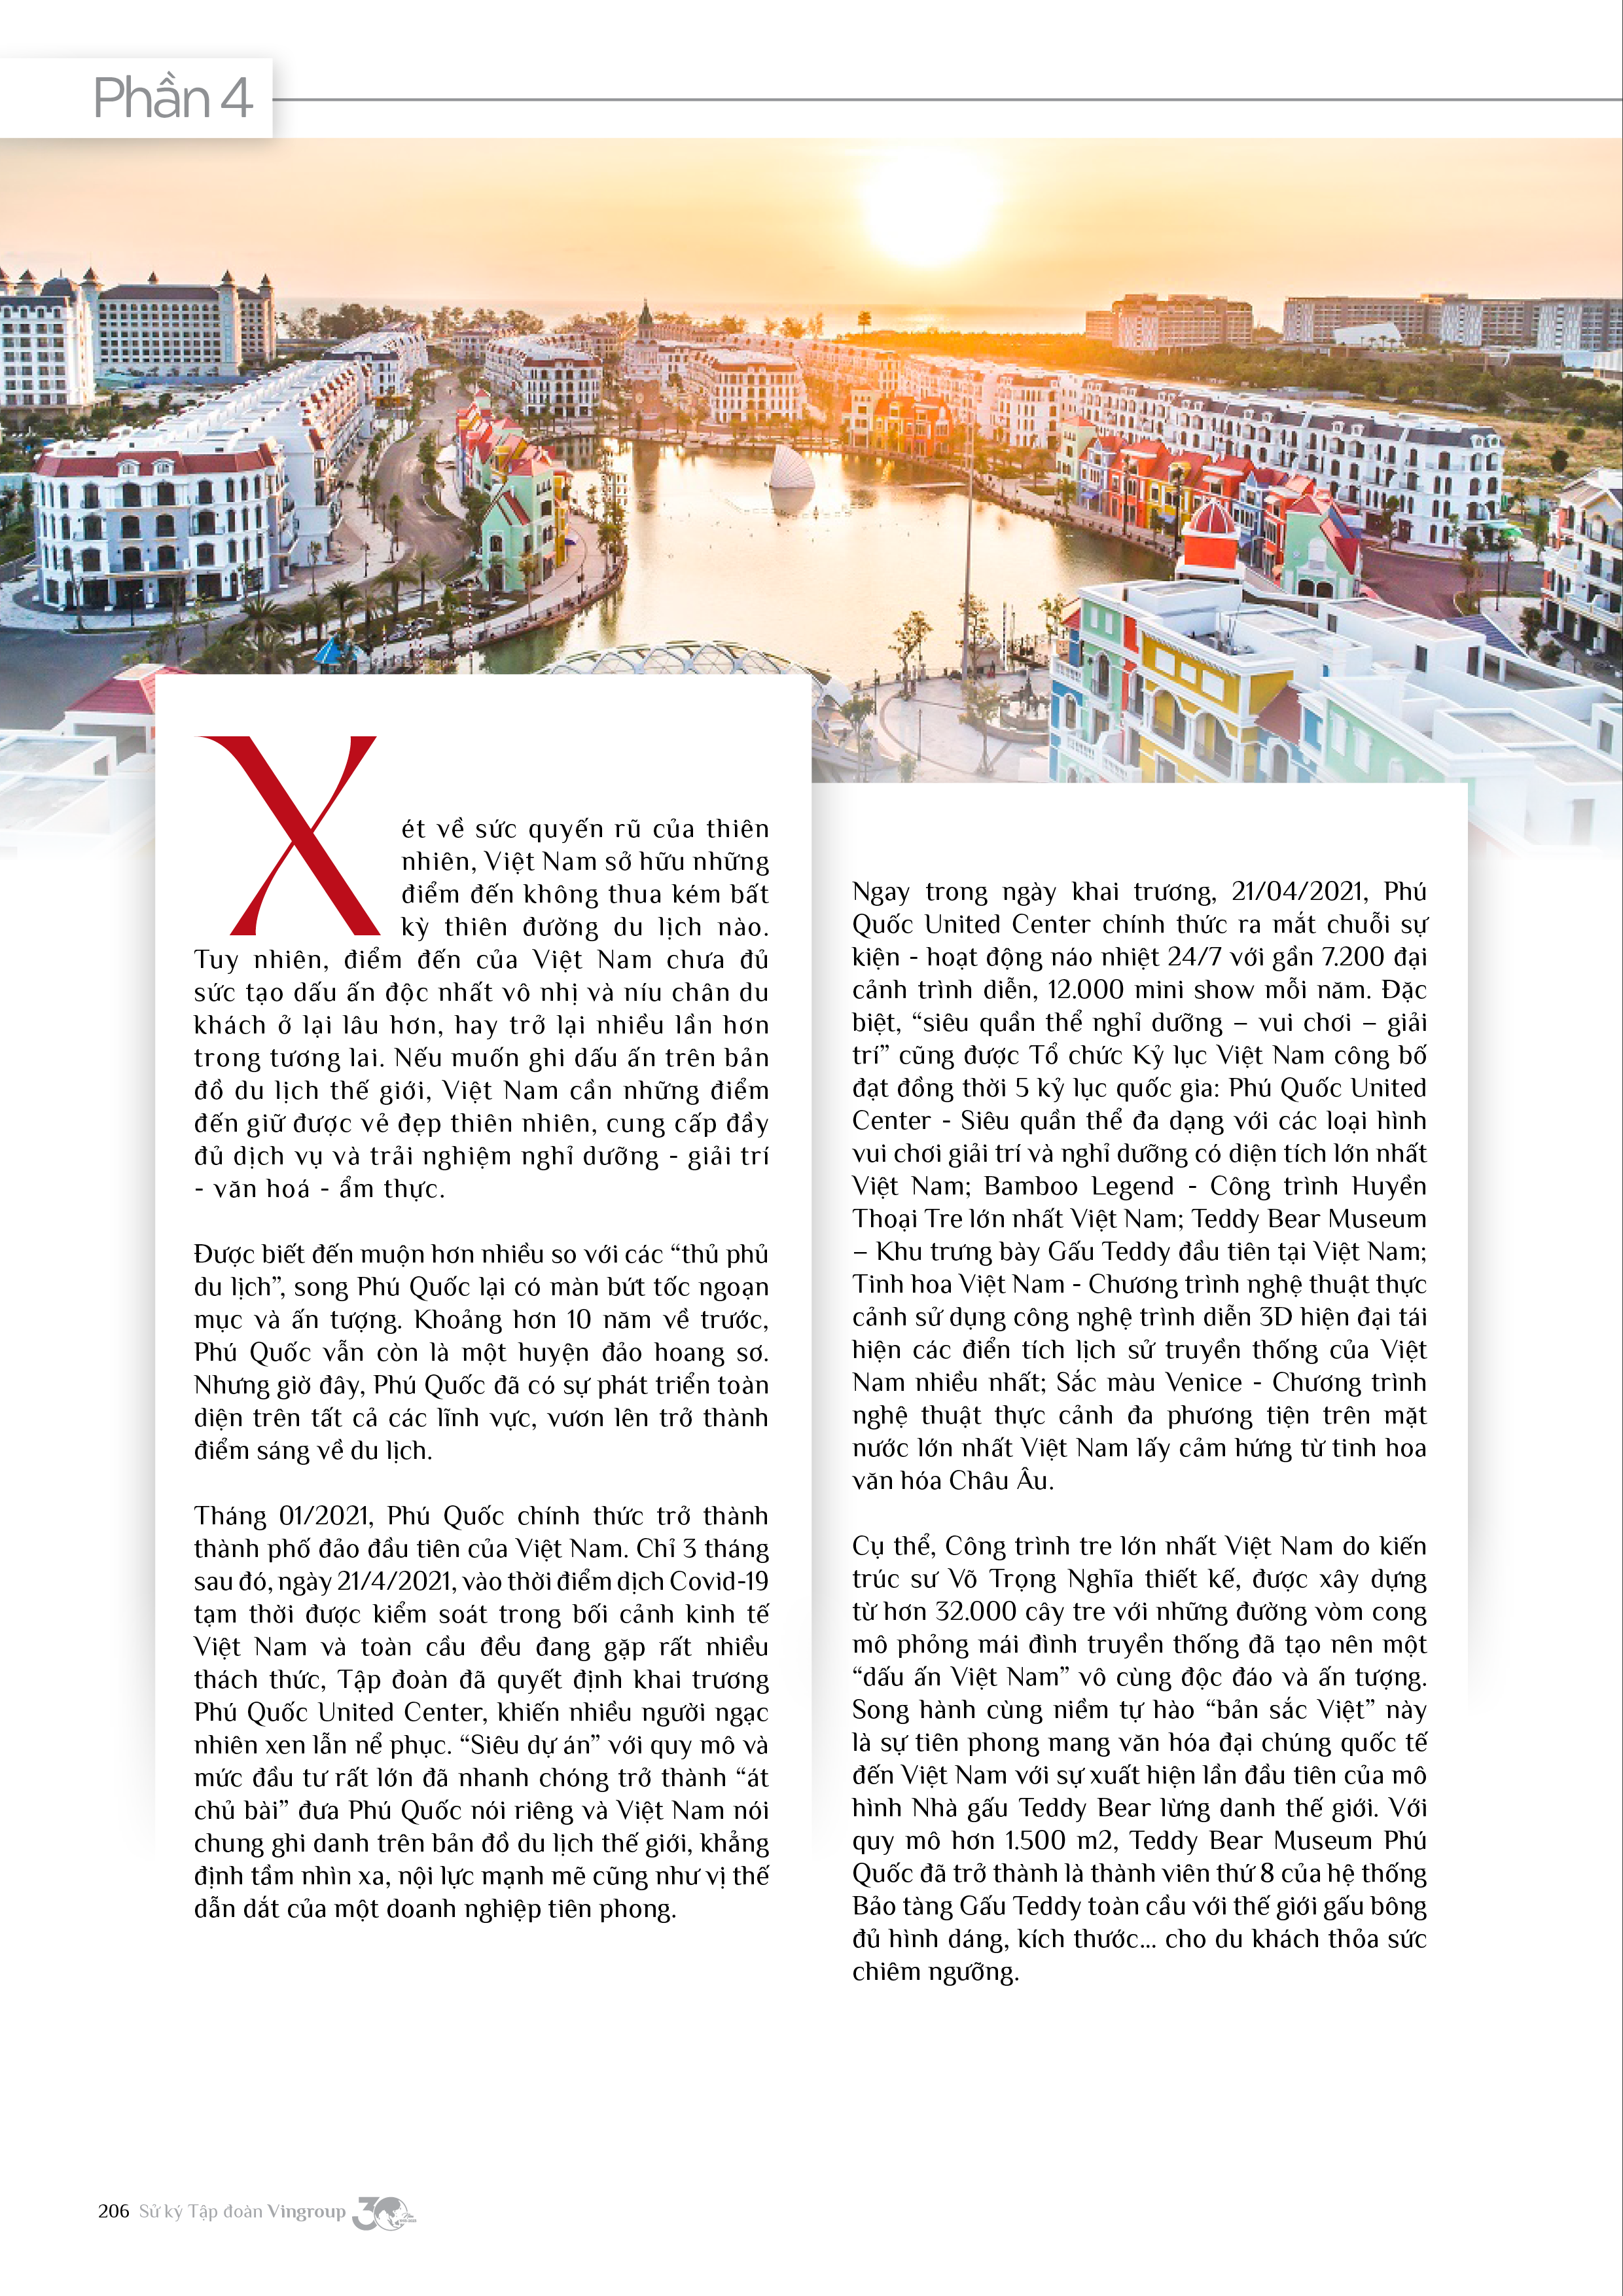 Phần 4
Xét về sức quyến rũ của thiên
nhiên, Việt Nam sở hữu những
điểm đến không thua kém bất
kỳ thiên đường du lịch nào.
Tuy nhiên, điểm đến của Việt Nam chưa đủ
sức tạo dấu ấn độc nhất vô nhị và níu chân du
khách ở lại lâu hơn, hay trở lại nhiều lần hơn
trong tương lai. Nếu muốn ghi dấu ấn trên bản
đồ du lịch thế giới, Việt Nam cần những điểm
đến giữ được vẻ đẹp thiên nhiên, cung cấp đầy
đủ dịch vụ và trải nghiệm nghỉ dưỡng - giải trí
- văn hoá - ẩm thực.
Được biết đến muộn hơn nhiều so với các “thủ phủ
du lịch”, song Phú Quốc lại có màn bứt tốc ngoạn
mục và ấn tượng. Khoảng hơn 10 năm về trước,
Phú Quốc vẫn còn là một huyện đảo hoang sơ.
Nhưng giờ đây, Phú Quốc đã có sự phát triển toàn
diện trên tất cả các lĩnh vực, vươn lên trở thành
điểm sáng về du lịch.
Tháng 01/2021, Phú Quốc chính thức trở thành
thành phố đảo đầu tiên của Việt Nam. Chỉ 3 tháng
sau đó, ngày 21/4/2021, vào thời điểm dịch Covid-19
tạm thời được kiểm soát trong bối cảnh kinh tế
Việt Nam và toàn cầu đều đang gặp rất nhiều
thách thức, Tập đoàn đã quyết định khai trương
Phú Quốc United Center, khiến nhiều người ngạc
nhiên xen lẫn nể phục. “Siêu dự án” với quy mô và
mức đầu tư rất lớn đã nhanh chóng trở thành “át
chủ bài” đưa Phú Quốc nói riêng và Việt Nam nói
chung ghi danh trên bản đồ du lịch thế giới, khẳng
định tầm nhìn xa, nội lực mạnh mẽ cũng như vị thế
dẫn dắt của một doanh nghiệp tiên phong.
Ngay trong ngày khai trương, 21/04/2021, Phú
Quốc United Center chính thức ra mắt chuỗi sự
kiện - hoạt động náo nhiệt 24/7 với gần 7.200 đại
cảnh trình diễn, 12.000 mini show mỗi năm. Đặc
biệt, “siêu quần thể nghỉ dưỡng – vui chơi – giải
trí” cũng được Tổ chức Kỷ lục Việt Nam công bố
đạt đồng thời 5 kỷ lục quốc gia: Phú Quốc United
Center - Siêu quần thể đa dạng với các loại hình
vui chơi giải trí và nghỉ dưỡng có diện tích lớn nhất
Việt Nam; Bamboo Legend - Công trình Huyền
Thoại Tre lớn nhất Việt Nam; Teddy Bear Museum
– Khu trưng bày Gấu Teddy đầu tiên tại Việt Nam;
Tinh hoa Việt Nam - Chương trình nghệ thuật thực
cảnh sử dụng công nghệ trình diễn 3D hiện đại tái
hiện các điển tích lịch sử truyền thống của Việt
Nam nhiều nhất; Sắc màu Venice - Chương trình
nghệ thuật thực cảnh đa phương tiện trên mặt
nước lớn nhất Việt Nam lấy cảm hứng từ tinh hoa
văn hóa Châu Âu.
Cụ thể, Công trình tre lớn nhất Việt Nam do kiến
trúc sư Võ Trọng Nghĩa thiết kế, được xây dựng
từ hơn 32.000 cây tre với những đường vòm cong
mô phỏng mái đình truyền thống đã tạo nên một
“dấu ấn Việt Nam” vô cùng độc đáo và ấn tượng.
Song hành cùng niềm tự hào “bản sắc Việt” này
là sự tiên phong mang văn hóa đại chúng quốc tế
đến Việt Nam với sự xuất hiện lần đầu tiên của mô
hình Nhà gấu Teddy Bear lừng danh thế giới. Với
quy mô hơn 1.500 m2, Teddy Bear Museum Phú
Quốc đã trở thành là thành viên thứ 8 của hệ thống
Bảo tàng Gấu Teddy toàn cầu với thế giới gấu bông
đủ hình dáng, kích thước... cho du khách thỏa sức
chiêm ngưỡng.
206 Sử ký Tập đoàn Vingroup 30